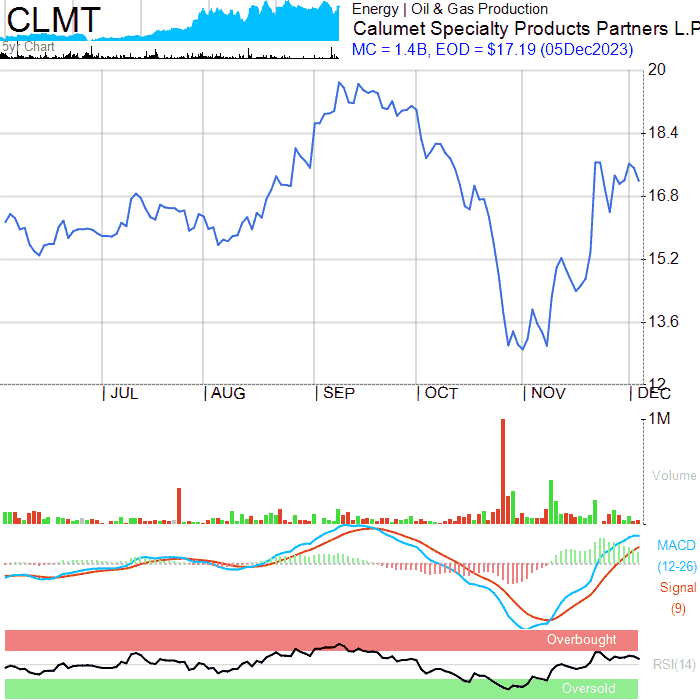 CLMT
5yr Chart
Energy | Oil & Gas Production
Calumet Specialty Products Partners L.P
MC = 1.4B, EOD = $17.19 (05Dec2023)
20
18.4
16.8
15.2
13.6
12
| JUL | AUG | SEP | OCT | NOV | DEC
1M
Volume
MACD
(12-26)
Signal
(9)
Overbought
RSI(14)
Oversold